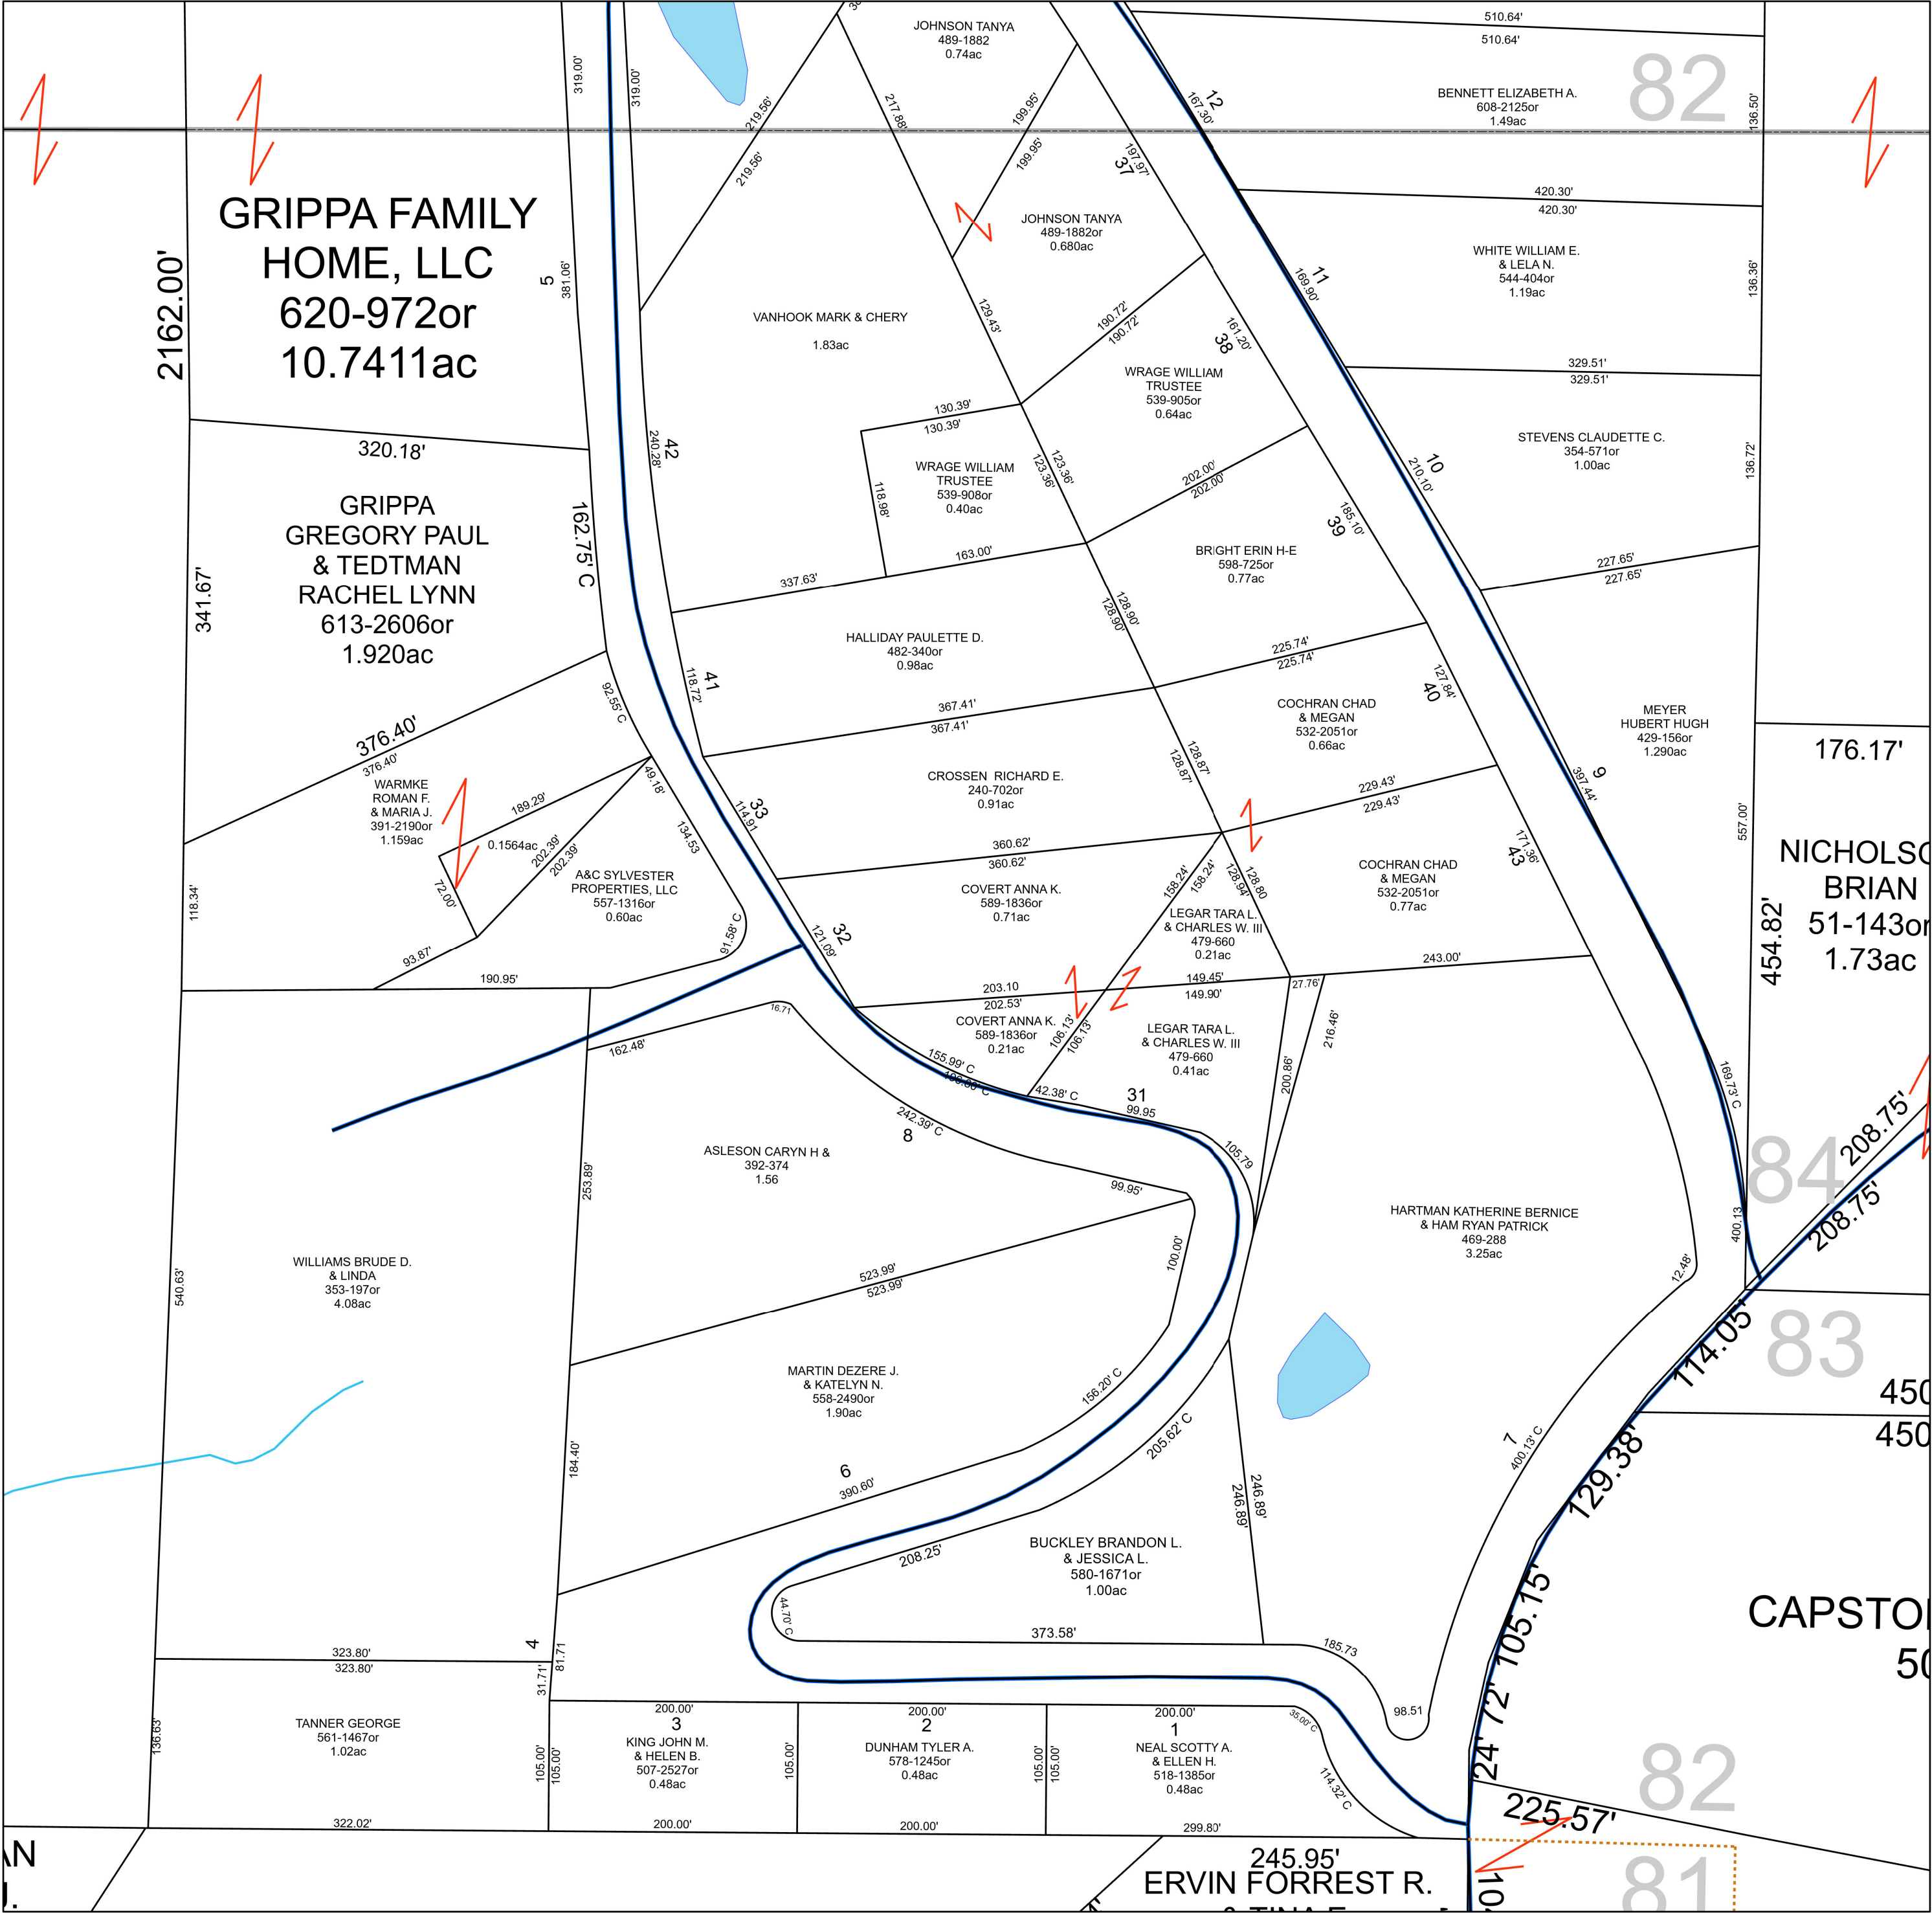 510.64'
510.64'
JOHNSON TANYA
489-1882
0.74ac
82
BENNETT ELIZABETH A.
608-2125or
1.49ac
136.50'
319.00'
319.00'
219.56'
219.56'
217.88'
199.95'
199.95'
12
167.30'
197.97'
37
420.30'
420.30'
GRIPPA FAMILY
HOME, LLC
620-972or
10.7411ac
2162.00'
5
381.06'
JOHNSON TANYA
489-1882or
0.680ac
WHITE WILLIAM E.
& LELA N.
544-404or
1.19ac
136.36'
11
169.90'
VANHOOK MARK & CHERY
1.83ac
129.43'
190.72'
190.72'
161.20'
38
329.51'
329.51'
WRAGE WILLIAM
TRUSTEE
539-905or
0.64ac
130.39'
130.39'
320.18'
42
240.28'
WRAGE WILLIAM
TRUSTEE
539-908or
0.40ac
118.98'
123.36'
123.36'
202.00'
202.00'
10
210.10'
STEVENS CLAUDETTE C.
354-571or
1.00ac
136.72'
GRIPPA
GREGORY PAUL
& TEDTMAN
RACHEL LYNN
613-2606or
1.920ac
341.67'
162.75' C
163.00'
337.63'
185.10'
39
BRIGHT ERIN H-E
598-725or
0.77ac
227.65'
227.65'
128.90'
128.90'
HALLIDAY PAULETTE D.
482-340or
0.98ac
225.74'
225.74'
41
118.72'
92.55' C
127.84'
40
367.41'
367.41'
COCHRAN CHAD
& MEGAN
532-2051or
0.66ac
MEYER
HUBERT HUGH
429-156or
1.290ac
176.17'
376.40'
376.40'
WARMKE
ROMAN F.
& MARIA J.
391-2190or
1.159ac
49.18'
189.29'
0.1564ac
202.39'
202.39'
72.00'
134.53
33
114.91
CROSSEN RICHARD E.
240-702or
0.91ac
128.87'
128.87'
229.43'
229.43'
9
397.44'
557.00'
171.36'
43
360.62'
360.62'
NICHOLSO
BRIAN
51-143or
1.73ac
454.82'
A&C SYLVESTER
PROPERTIES, LLC
557-1316or
0.60ac
118.34'
93.87'
91.58' C
190.95'
32
121.09'
COVERT ANNA K.
589-1836or
0.71ac
158.24'
158.24'
128.94'
128.80
LEGAR TARA L.
& CHARLES W. III
479-660
0.21ac
COCHRAN CHAD
& MEGAN
532-2051or
0.77ac
243.00'
149.45'
149.90'
27.76'
203.10
202.53'
COVERT ANNA K.
589-1836or
0.21ac
106.13'
106.13'
LEGAR TARA L.
& CHARLES W. III
479-660
0.41ac
216.46'
200.86'
16.71
162.48'
155.99' C
42.38' C
31
99.95
105.79
169.73' C
242.39' C
8
ASLESON CARYN H &
392-374
1.56
253.89'
99.95'
208.75'
84
208.75'
400.13
HARTMAN KATHERINE BERNICE
& HAM RYAN PATRICK
469-288
3.25ac
12.48'
100.00'
523.99'
523.99'
540.63'
WILLIAMS BRUDE D.
& LINDA
353-197or
4.08ac
114.05'
83
MARTIN DEZERE J.
& KATELYN N.
558-2490or
1.90ac
156.20' C
205.62' C
450
450
7
400.13' C
129.38'
184.40'
6
390.60'
246.89'
246.89'
BUCKLEY BRANDON L.
& JESSICA L.
580-1671or
1.00ac
208.25'
44.70' C
373.58'
185.73
105.15'
CAPSTO
50
4
323.80'
323.80'
81.71
31.71'
98.51
24' 72'
TANNER GEORGE
561-1467or
1.02ac
136.63'
105.00'
105.00'
200.00'
3
KING JOHN M.
& HELEN B.
507-2527or
0.48ac
105.00'
200.00'
2
DUNHAM TYLER A.
578-1245or
0.48ac
105.00'
105.00'
200.00'
1
NEAL SCOTTY A.
& ELLEN H.
518-1385or
0.48ac
35.00' C
114.32' C
82
225.57'
322.02'
200.00'
200.00'
299.80'
245.95'
ERVIN FORREST R.
81
10
AN
J.